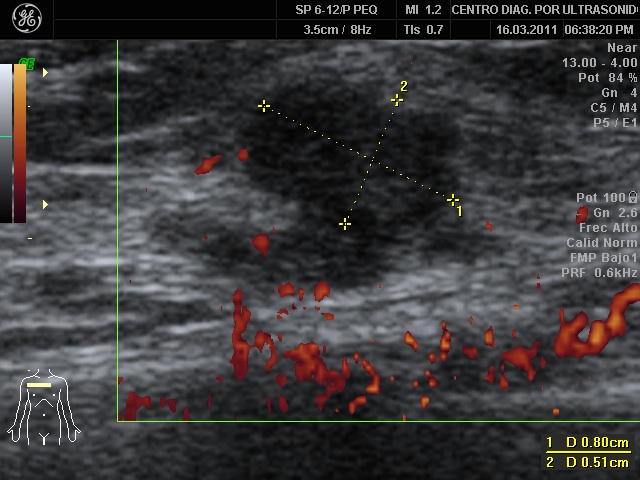 GE
SP 6-12/P PEQ
MI 1.2
CENTRO DIAG. POR ULTRASONID
3.5cm / 8Hz
TIs 0.7
16.03.2011
06:38:20 PM
Near
13.00 - 4.00
Pot 84 %
Gn 4
C5 / M4
P5 / E1
2
1
Pot 100
Gn 2.6
Frec Alto
Calid Norm
FMP Bajo1
PRF 0.6kHz
1 D 0.80cm
2 D 0.51cm